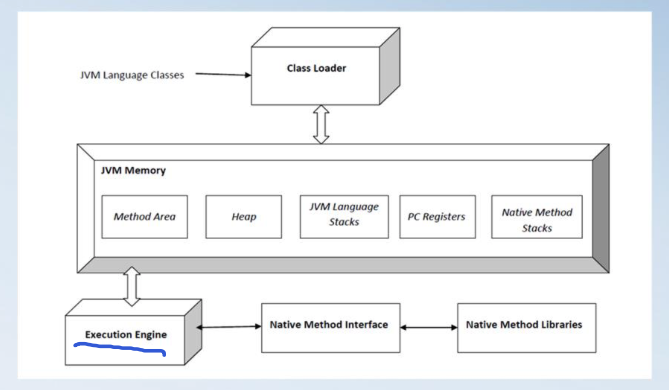 Class Loader
JVM Language Classes
JVM Memory
Method Area
Heap
JVM Language
Stacks
PC Registers
Native Method
Stacks
Execution Engine
Native Method Interface
Native Method Libraries